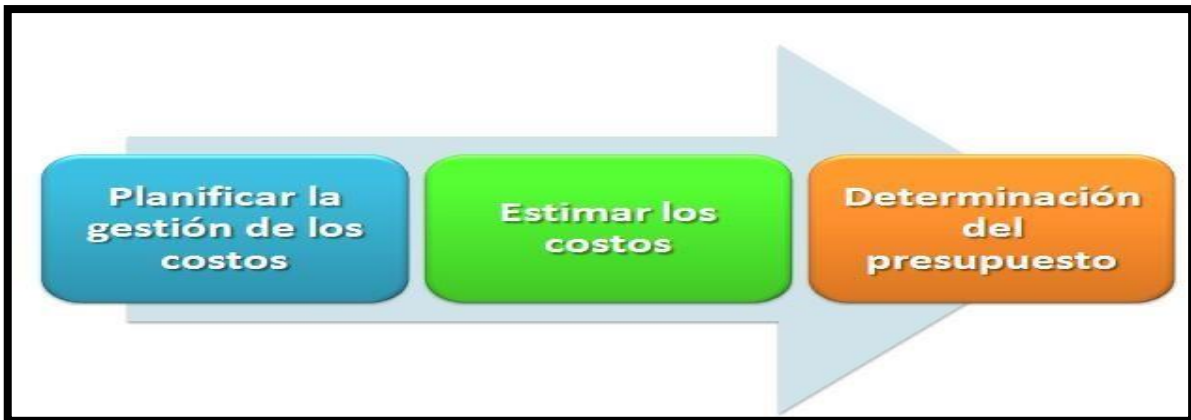 Planificar la
gestión de los
costos
Estimar los
costos
Determinación
del
presupuesto